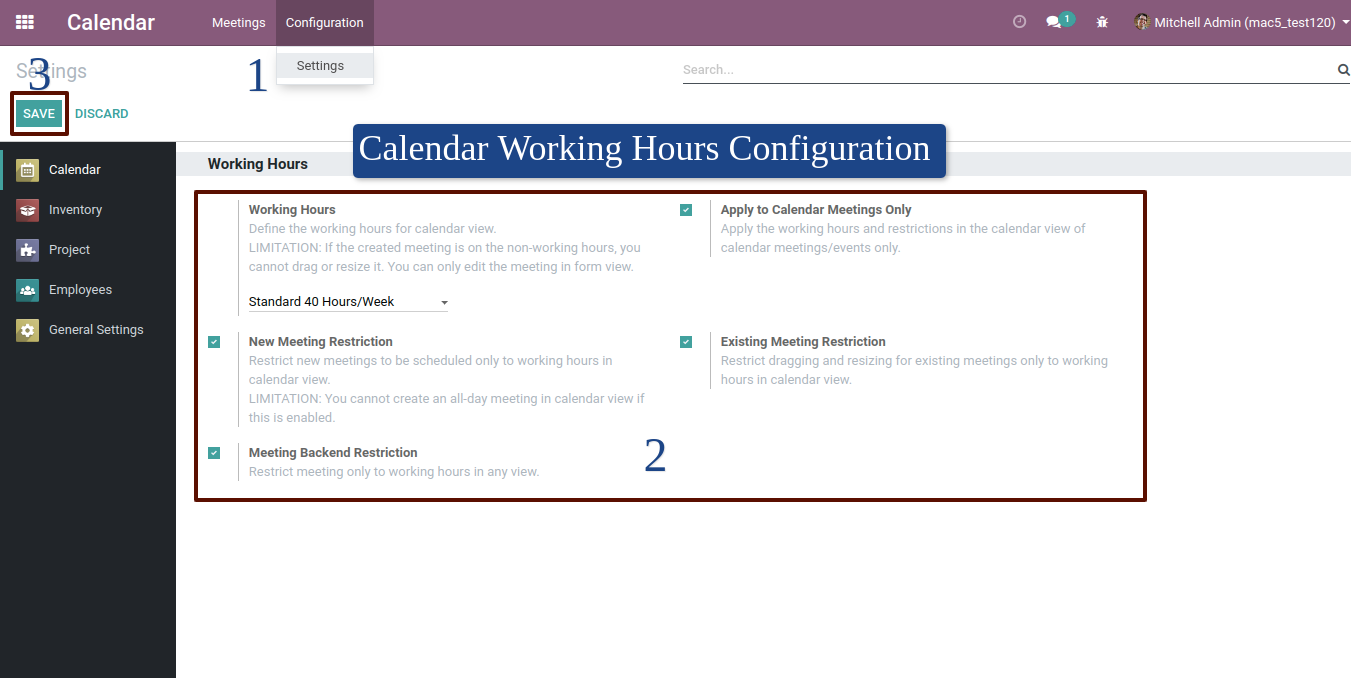 Calendar
Meetings
Configuration
1
Mitchell Admin (mac5_test120)
Settings
Settings
Search...
3
1
SAVE
DISCARD
Calendar Working Hours Configuration
Calendar
Inventory
Project
Employees
General Settings
Working Hours
Working Hours
Define the working hours for calendar view.
LIMITATION: If the created meeting is on the non-working hours, you
cannot drag or resize it. You can only edit the meeting in form view.
Standard 40 Hours/Week
Apply to Calendar Meetings Only
Apply the working hours and restrictions in the calendar view of
calendar meetings/events only.
New Meeting Restriction
Restrict new meetings to be scheduled only to working hours in
calendar view.
LIMITATION: You cannot create an all-day meeting in calendar view if
this is enabled.
Existing Meeting Restriction
Restrict dragging and resizing for existing meetings only to working
hours in calendar view.
Meeting Backend Restriction
Restrict meeting only to working hours in any view.
2